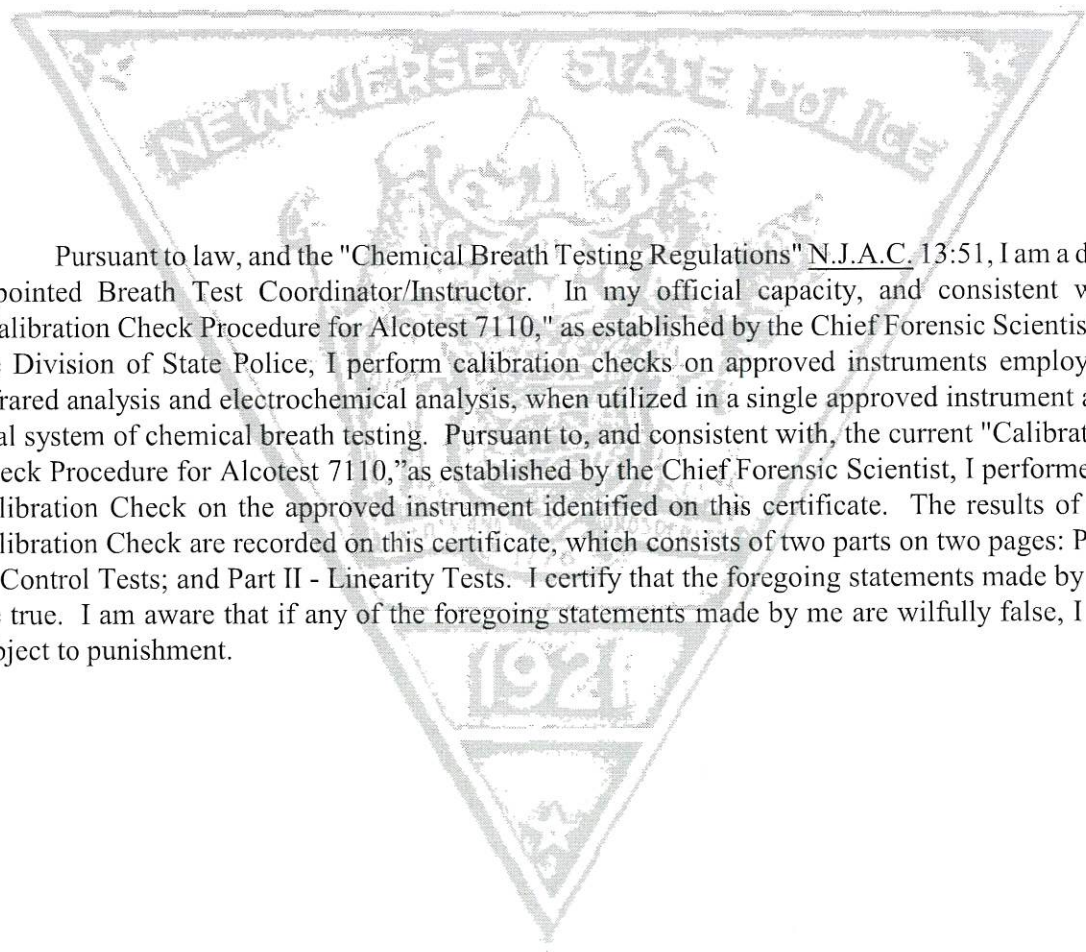 NEW JERSEY STATE POLICE
Pursuant to law, and the "Chemical Breath Testing Regulations" N.J.A.C. 13:51, I am a d
pointed Breath Test Coordinator/Instructor. In my official capacity, and consistent w
alibration Check Procedure for Alcotest 7110," as established by the Chief Forensic Scientis
e Division of State Police, I perform calibration checks on approved instruments employ
frared analysis and electrochemical analysis, when utilized in a single approved instrument a
al system of chemical breath testing. Pursuant to, and consistent with, the current "Calibrat
eck Procedure for Alcotest 7110,"as established by the Chief Forensic Scientist, I performe
libration Check on the approved instrument identified on this certificate. The results of
libration Check are recorded on this certificate, which consists of two parts on two pages: P
Control Tests; and Part II - Linearity Tests. I certify that the foregoing statements made by
e true. I am aware that if any of the foregoing statements made by me are wilfully false, I
bject to punishment.
1921